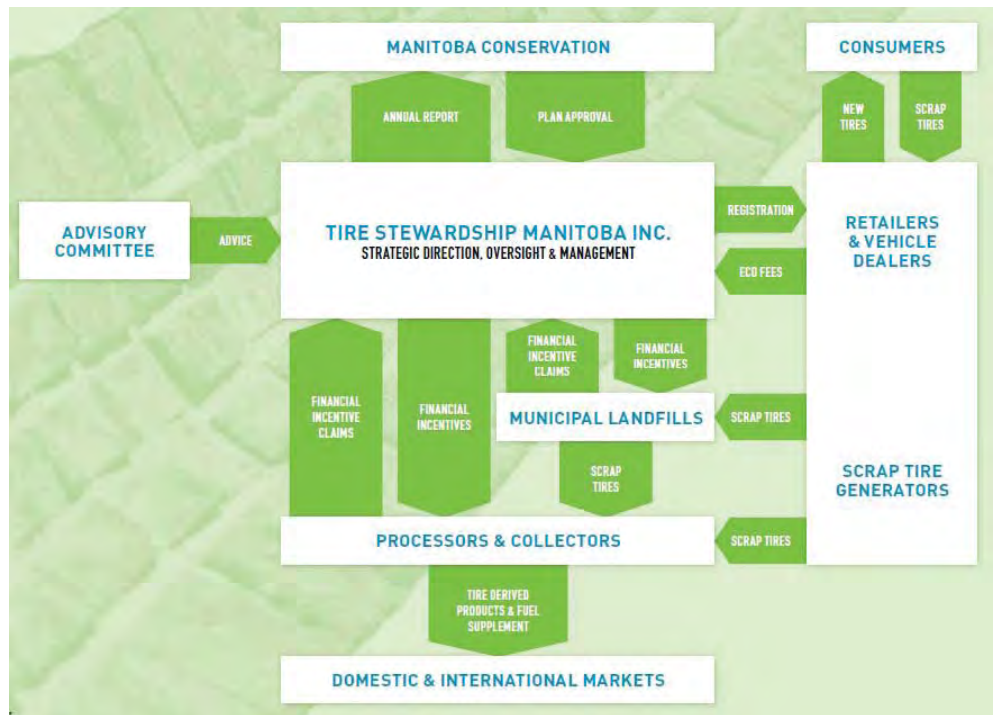 MANITOBA CONSERVATION
CONSUMERS
ANNUAL REPORT
PLAN APPROVAL
NEW
TIRES
SCRAP
TIRES
ADVISORY
COMMITTEE
ADVICE
TIRE STEWARDSHIP MANITOBA INC.
STRATEGIC DIRECTION, OVERSIGHT & MANAGEMENT
REGISTRATION
ECO FEES
RETAILERS
& VEHICLE
DEALERS
FINANCIAL
INCENTIVE
CLAIMS
FINANCIAL
INCENTIVES
FINANCIAL
INCENTIVE
CLAIMS
FINANCIAL
INCENTIVES
MUNICIPAL LANDFILLS
SCRAP TIRES
SCRAP
TIRES
SCRAP TIRE
GENERATORS
PROCESSORS & COLLECTORS
SCRAP TIRES
TIRE DERIVED
PRODUCTS & FUEL
SUPPLEMENT
DOMESTIC & INTERNATIONAL MARKETS